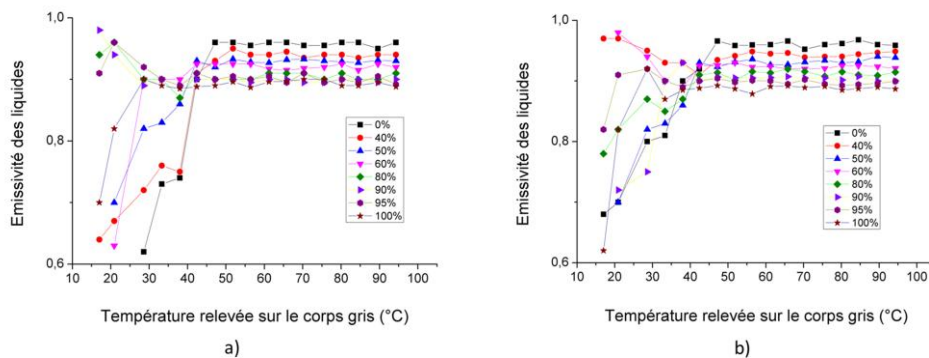 Emissivité des liquides
1,0
0,8
0,6
0%
40%
50%
60%
80%
90%
95%
100%
10 20 30 40 50 60 70 80 90 100
Température relevée sur le corps gris (°C)
a)
Emissivité des liquides
1,0
0,8
0,6
0%
40%
50%
60%
80%
90%
95%
100%
10 20 30 40 50 60 70 80 90 100
Température relevée sur le corps gris (°C)
b)